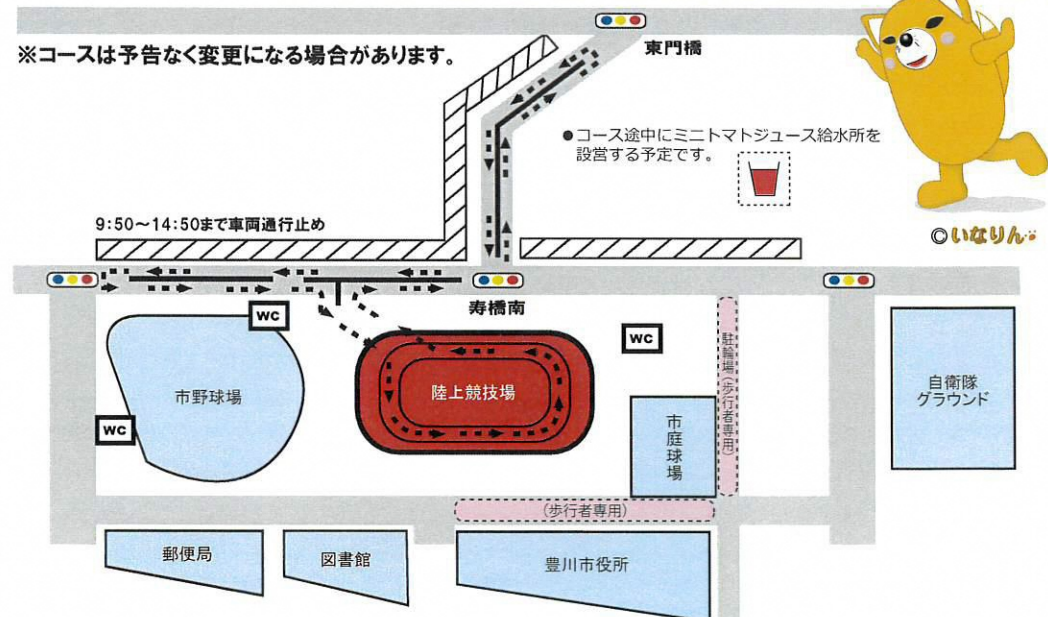 ※コースは予告なく変更になる場合があります。
東門橋
●コース途中にミニトマトジュース給水所を
設営する予定です。
©いなりん
9:50～14:50まで車両通行止め
寿橋南
WC
WC
WC
市野球場
陸上競技場
市庭球場
駐輪場(歩行者専用)
自衛隊
グラウンド
(歩行者専用)
郵便局
図書館
豊川市役所